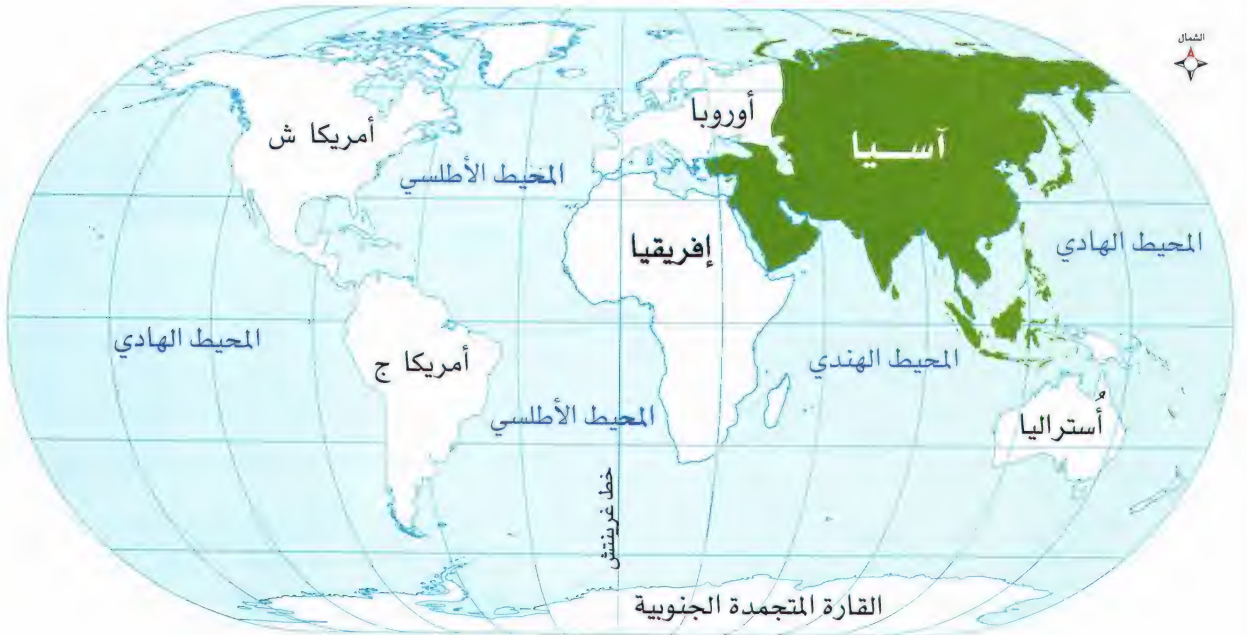 الشمال
أوروبا
أمريكا ش
آسيا
المحيط الأطلسي
إفريقيا
المحيط الهادي
المحيط الهادي
المحيط الهندي
أمريكا ج
المحيط الأطلسي
أُستراليا
خط غرينتش
القارة المتجمدة الجنوبية